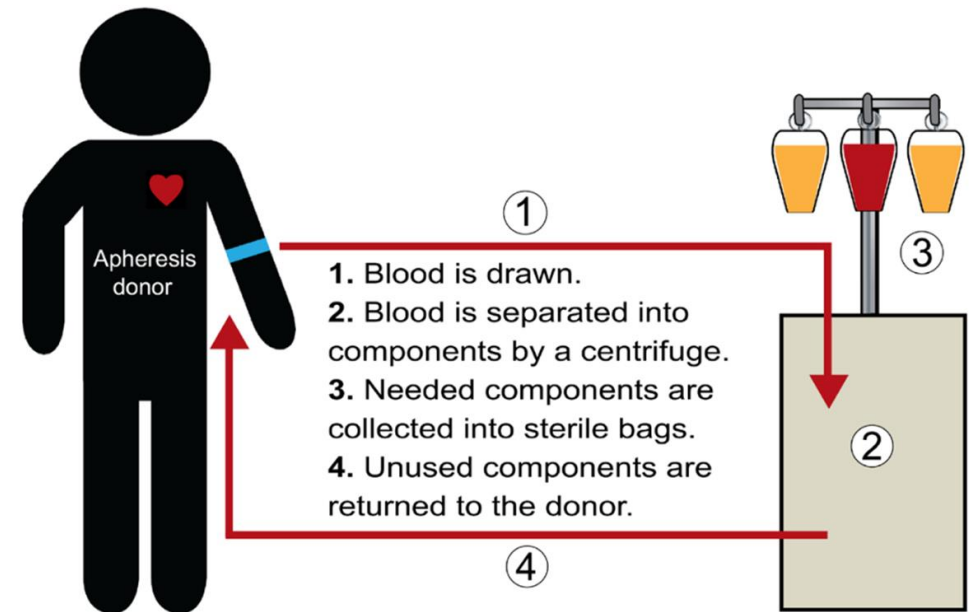 Apheresis
donor
1
1. Blood is drawn.
2. Blood is separated into
components by a centrifuge.
3. Needed components are
collected into sterile bags.
4. Unused components are
returned to the donor.
3
2
4